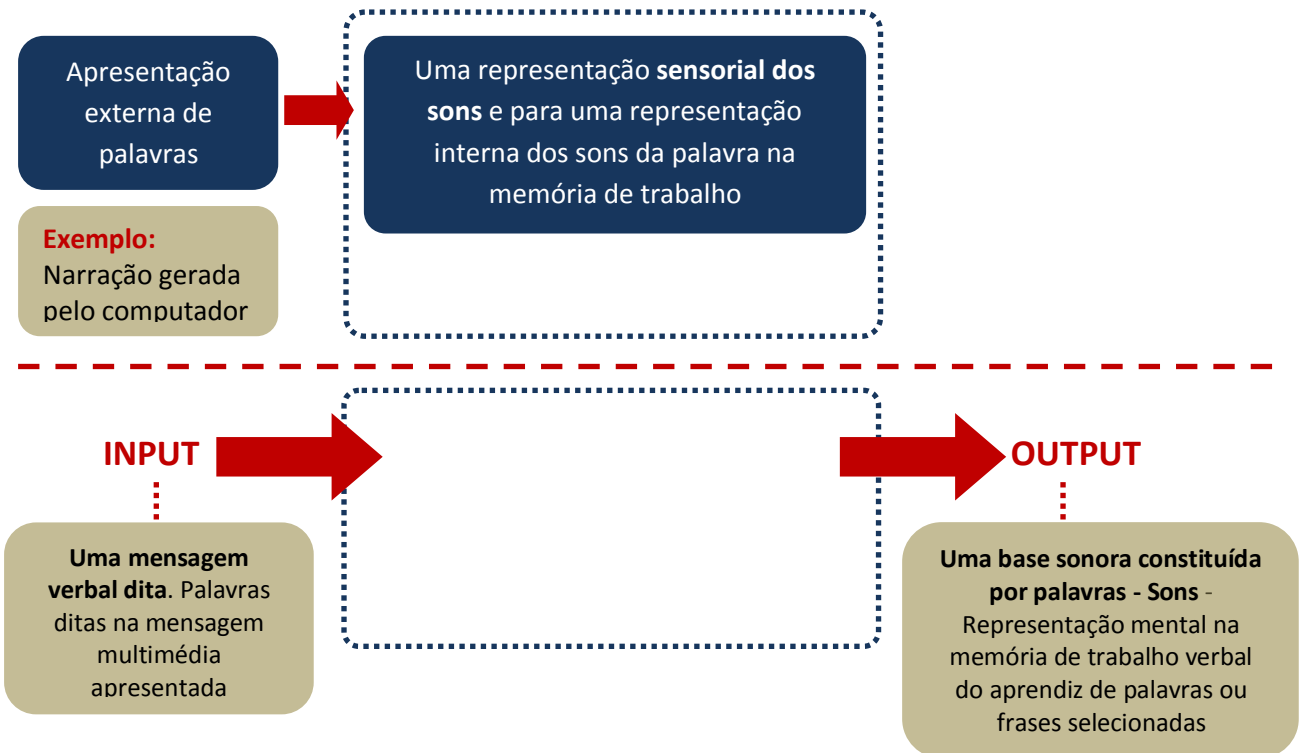 Apresentação
externa de
palavras
Uma representação sensorial dos
sons e para uma representação
interna dos sons da palavra na
memória de trabalho
Exemplo:
Narração gerada
pelo computador
INPUT
OUTPUT
Uma mensagem
verbal dita. Palavras
ditas na mensagem
multimédia
apresentada
Uma base sonora constituída
por palavras - Sons -
Representação mental na
memória de trabalho verbal
do aprendiz de palavras ou
frases selecionadas